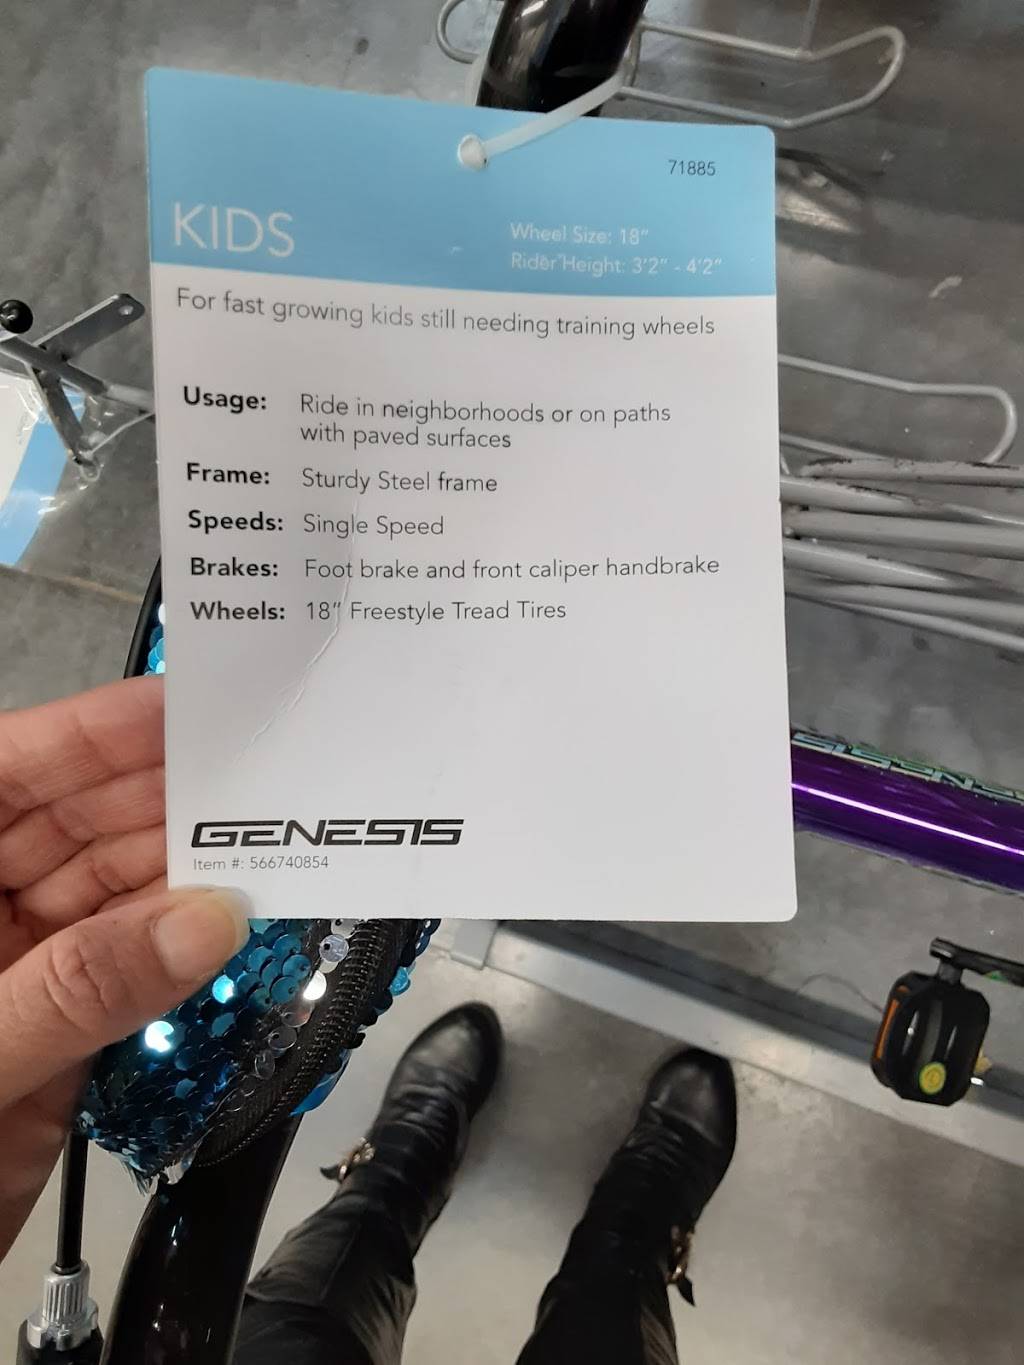 71885
KIDS
Wheel Size: 18"
Rider Height: 3'2" - 4'2"
For fast growing kids still needing training wheels
Usage: Ride in neighborhoods or on paths
with paved surfaces
Frame: Sturdy Steel frame
Speeds: Single Speed
Brakes: Foot brake and front caliper handbrake
Wheels: 18" Freestyle Tread Tires
GENESIS
Item #: 566740854